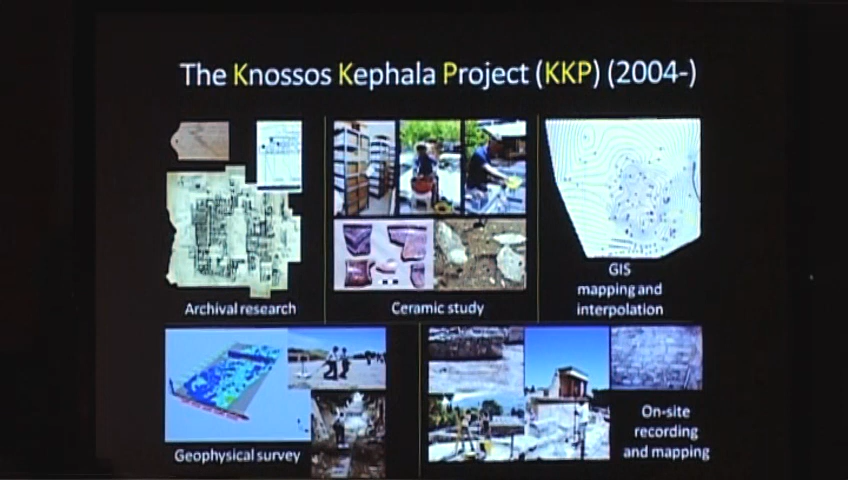 The Knossos Kephala Project (KKP) (2004-)
Archival research
Ceramic study
GIS
mapping and
interpolation
Geophysical survey
On-site
recording
and mapping